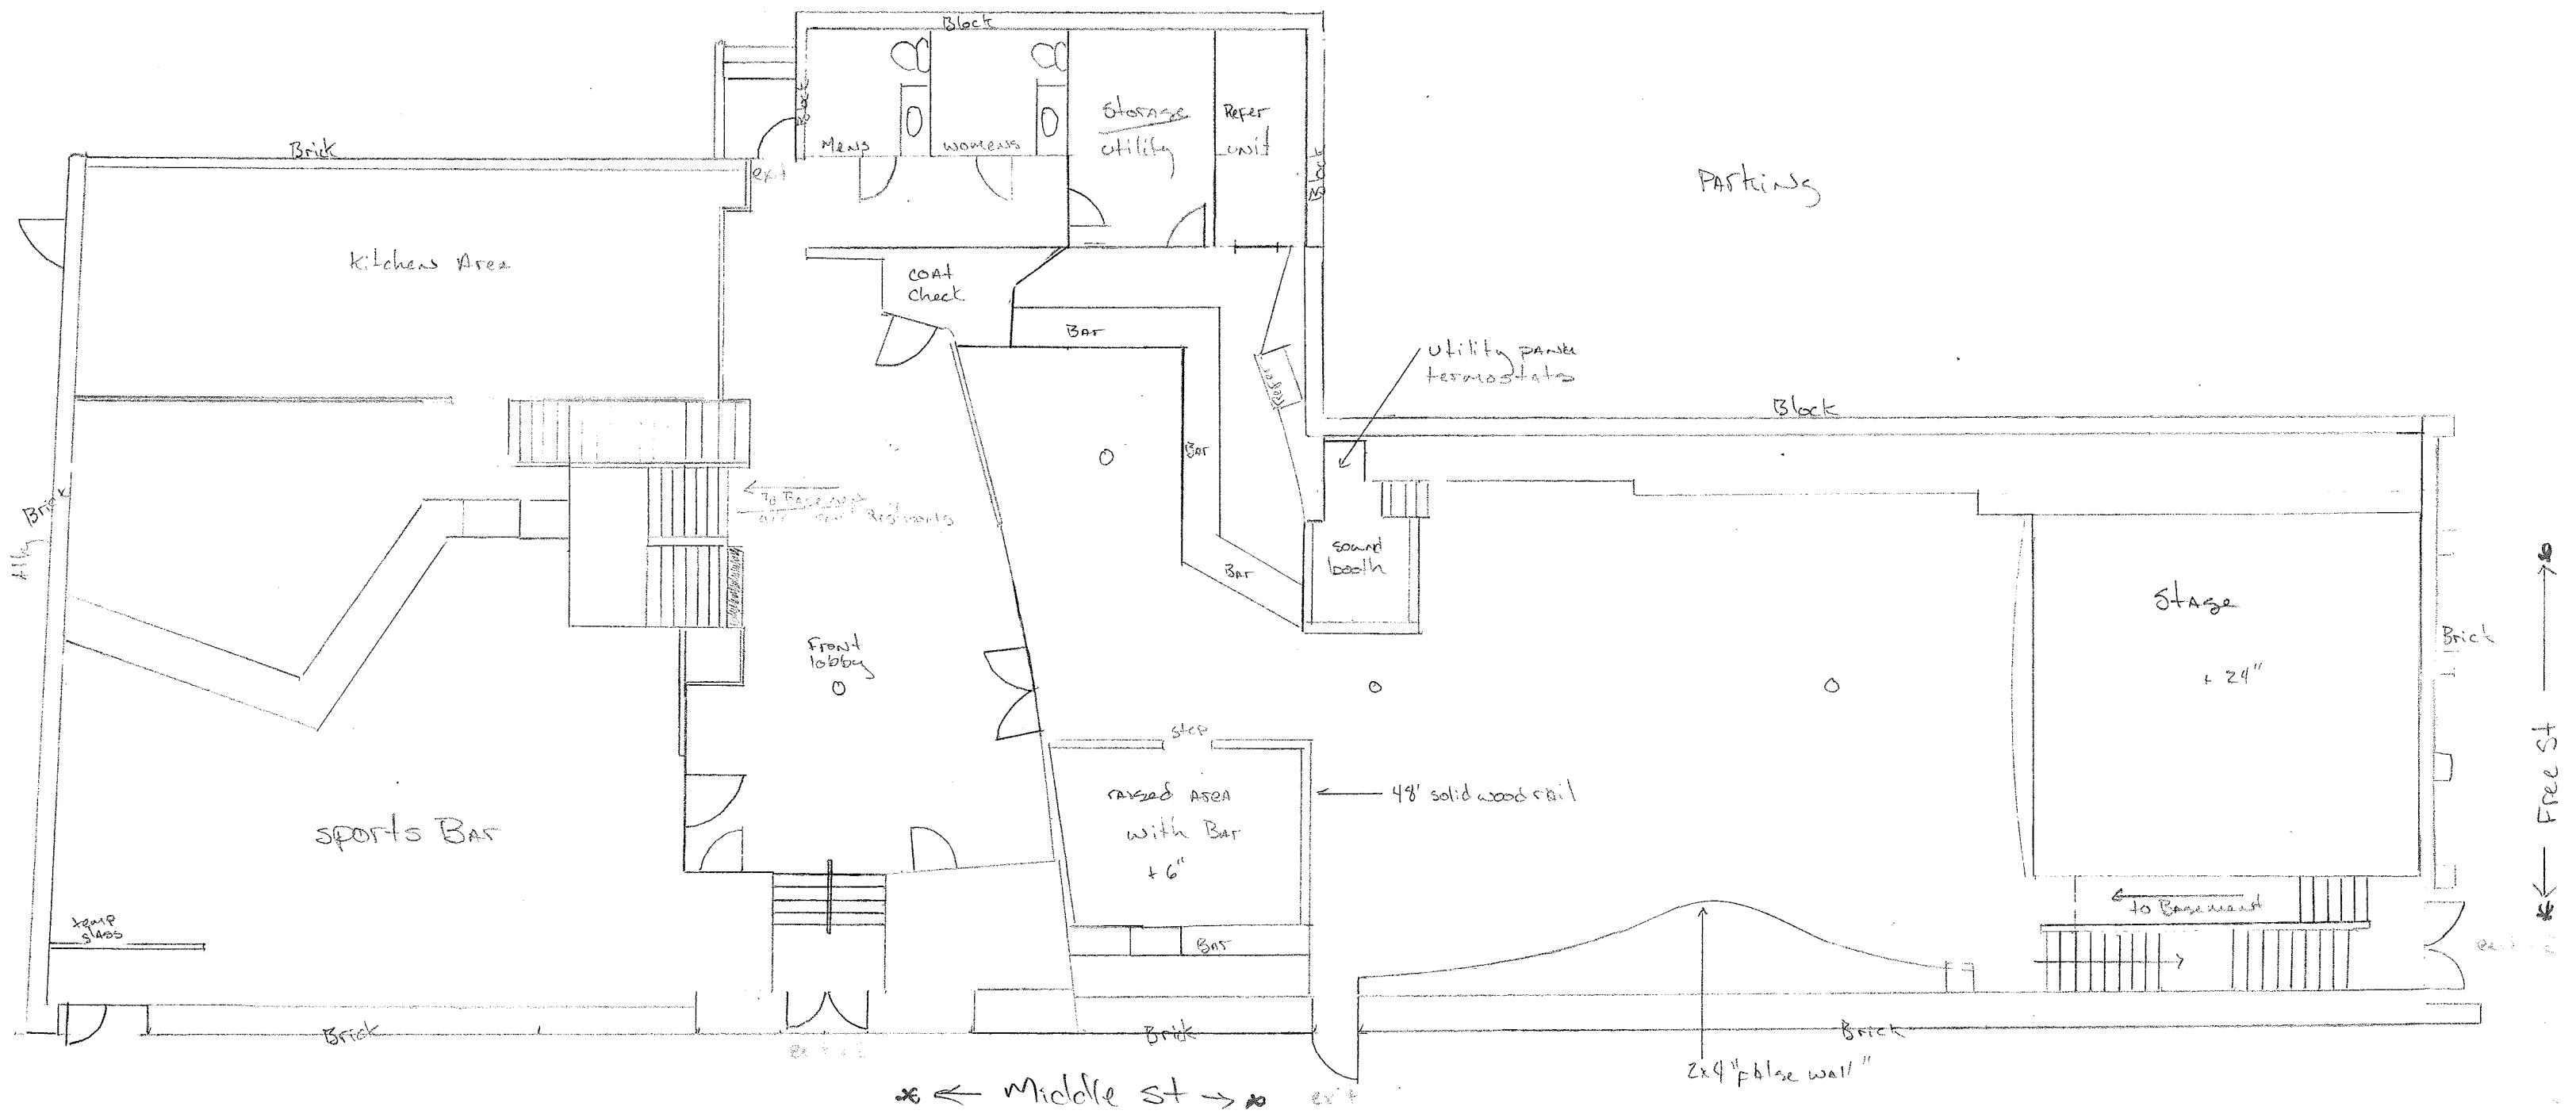 Block
Block
Mens
womens
Storage
utility
Refer
unit
Block
Brick
exit
Parking
Kitchen Area
coat
check
Bar
Refer
utility panel
termostats
Block
Bar
Brick
Ally
To Basement
sound
booth
Bar
Stage
+ 24"
Brick
Free St
front
lobby
step
raised Area
with Bar
+ 6"
48' solid wood rail
sports Bar
to Basement
temp
glass
Bar
Brick
Brick
Brick
2x4 "false wall"
Middle St
exit